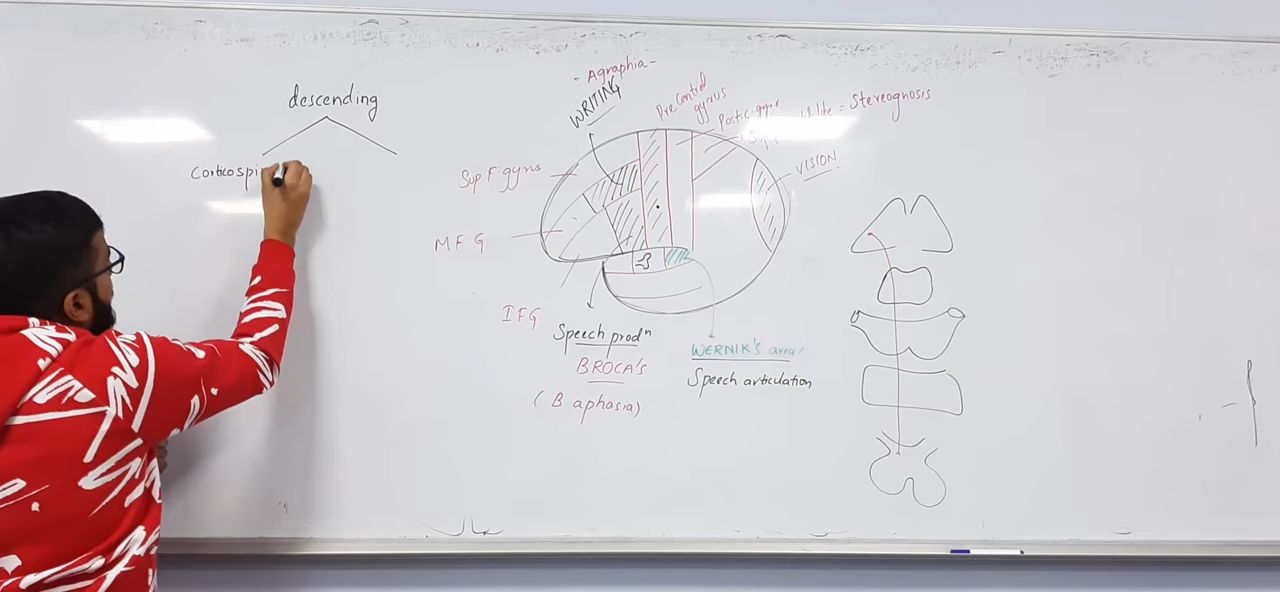 descending
corticospi
- Agraphia -
WRITING
Pre Central
gyrus
Post.c.gyrus
= Stereognosis
VISION
Sup F. gyrus
M F G
I F G
B
Speech prodn
BROCA'S
( B aphasia)
WERNIK'S area
Speech articulation